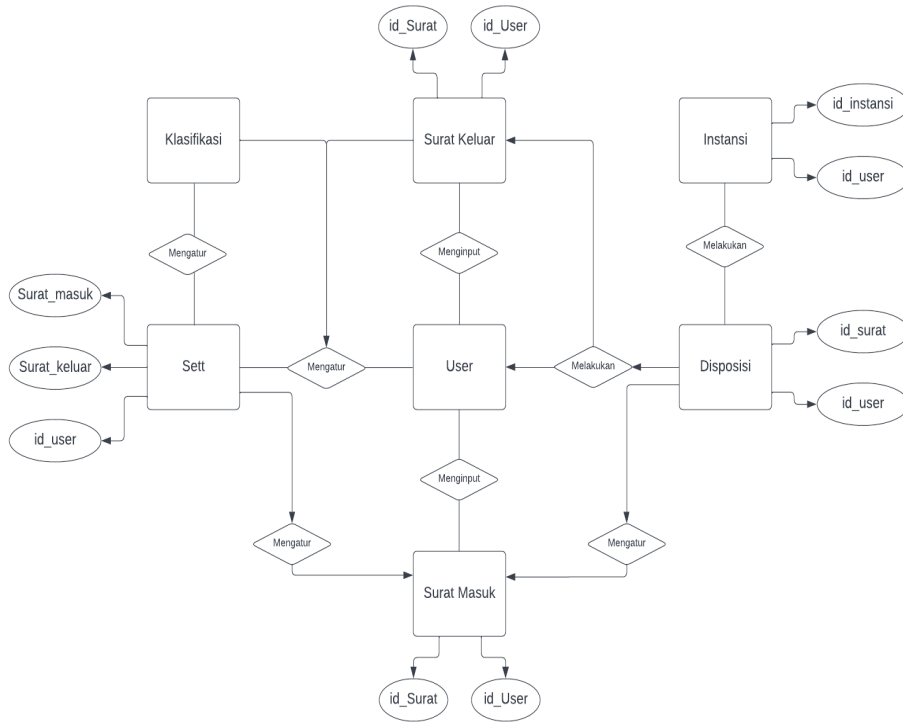 id_Surat
id_User
Klasifikasi
Surat Keluar
Instansi
id_instansi
id_user
Mengatur
Menginput
Melakukan
Surat_masuk
Surat_keluar
id_user
Sett
Mengatur
User
Melakukan
Disposisi
id_surat
id_user
Menginput
Mengatur
Mengatur
Surat Masuk
id_Surat
id_User